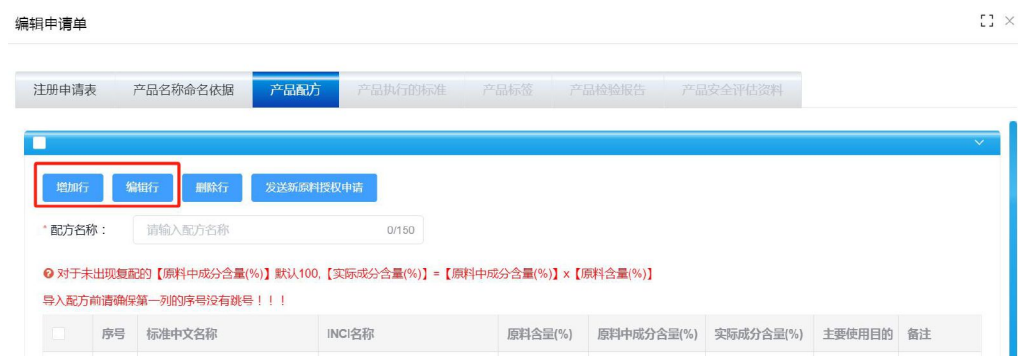 编辑申请单
注册申请表 产品名称命名依据 产品配方 产品执行的标准 产品标签 产品检验报告 产品安全评估资料
增加行 编辑行 删除行 发送新原料授权申请
* 配方名称： 请输入配方名称 0/150
对于未出现复配的【原料中成分含量(%)】默认100,【实际成分含量(%)】=【原料中成分含量(%)】x【原料含量(%)】
导入配方前请确保第一列的序号没有跳号！！！
序号 标准中文名称 INCI名称 原料含量(%) 原料中成分含量(%) 实际成分含量(%) 主要使用目的 备注